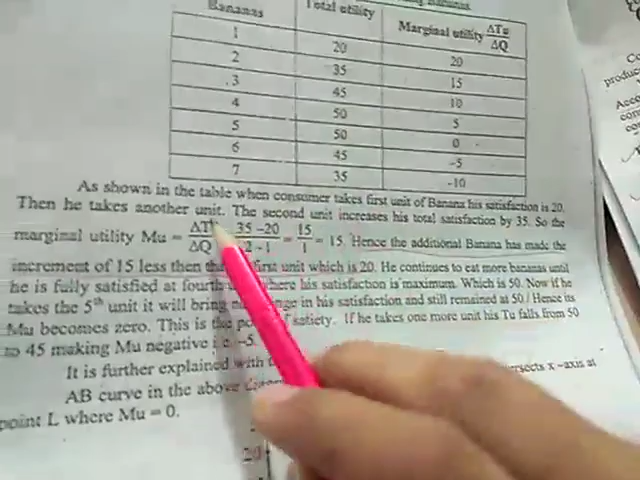 Bananas Total utility Marginal utility ΔTu/ΔQ
1 20 20
2 35 15
3 45 10
4 50 5
5 50 0
6 45 -5
7 35 -10
As shown in the table when consumer takes first unit of Banana his satisfaction is 20.
Then he takes another unit. The second unit increases his total satisfaction by 35. So the
marginal utility Mu = ΔT/ΔQ 35 -20/2 - 1 = 15/1 = 15. Hence the additional Banana has made the
increment of 15 less then the first unit which is 20. He continues to eat more bananas until
he is fully satisfied at fourth where his satisfaction is maximum. Which is 50. Now if he
takes the 5th unit it will bring change in his satisfaction and still remained at 50 / Hence its
Mu becomes zero. This is the of satiety. If he takes one more unit his Tu falls from 50
to 45 making Mu negative i.e. -5.
It is further explained with
AB curve in the above x-axis at
point L where Mu = 0.
20